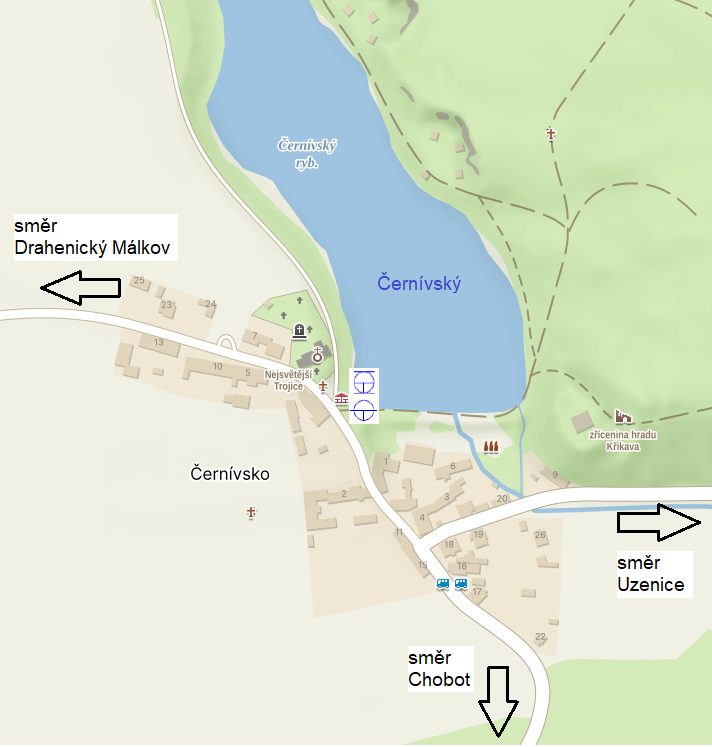 Černívský
ryb.
směr
Drahenický Málkov
Černívský
25
23
24
7
13
10
5
Nejsvětější
Trojice
zřícenina hradu
Křikava
Černívsko
1
6
9
2
3
20
4
11
18
19
26
15
16
17
22
směr
Uzenice
směr
Chobot